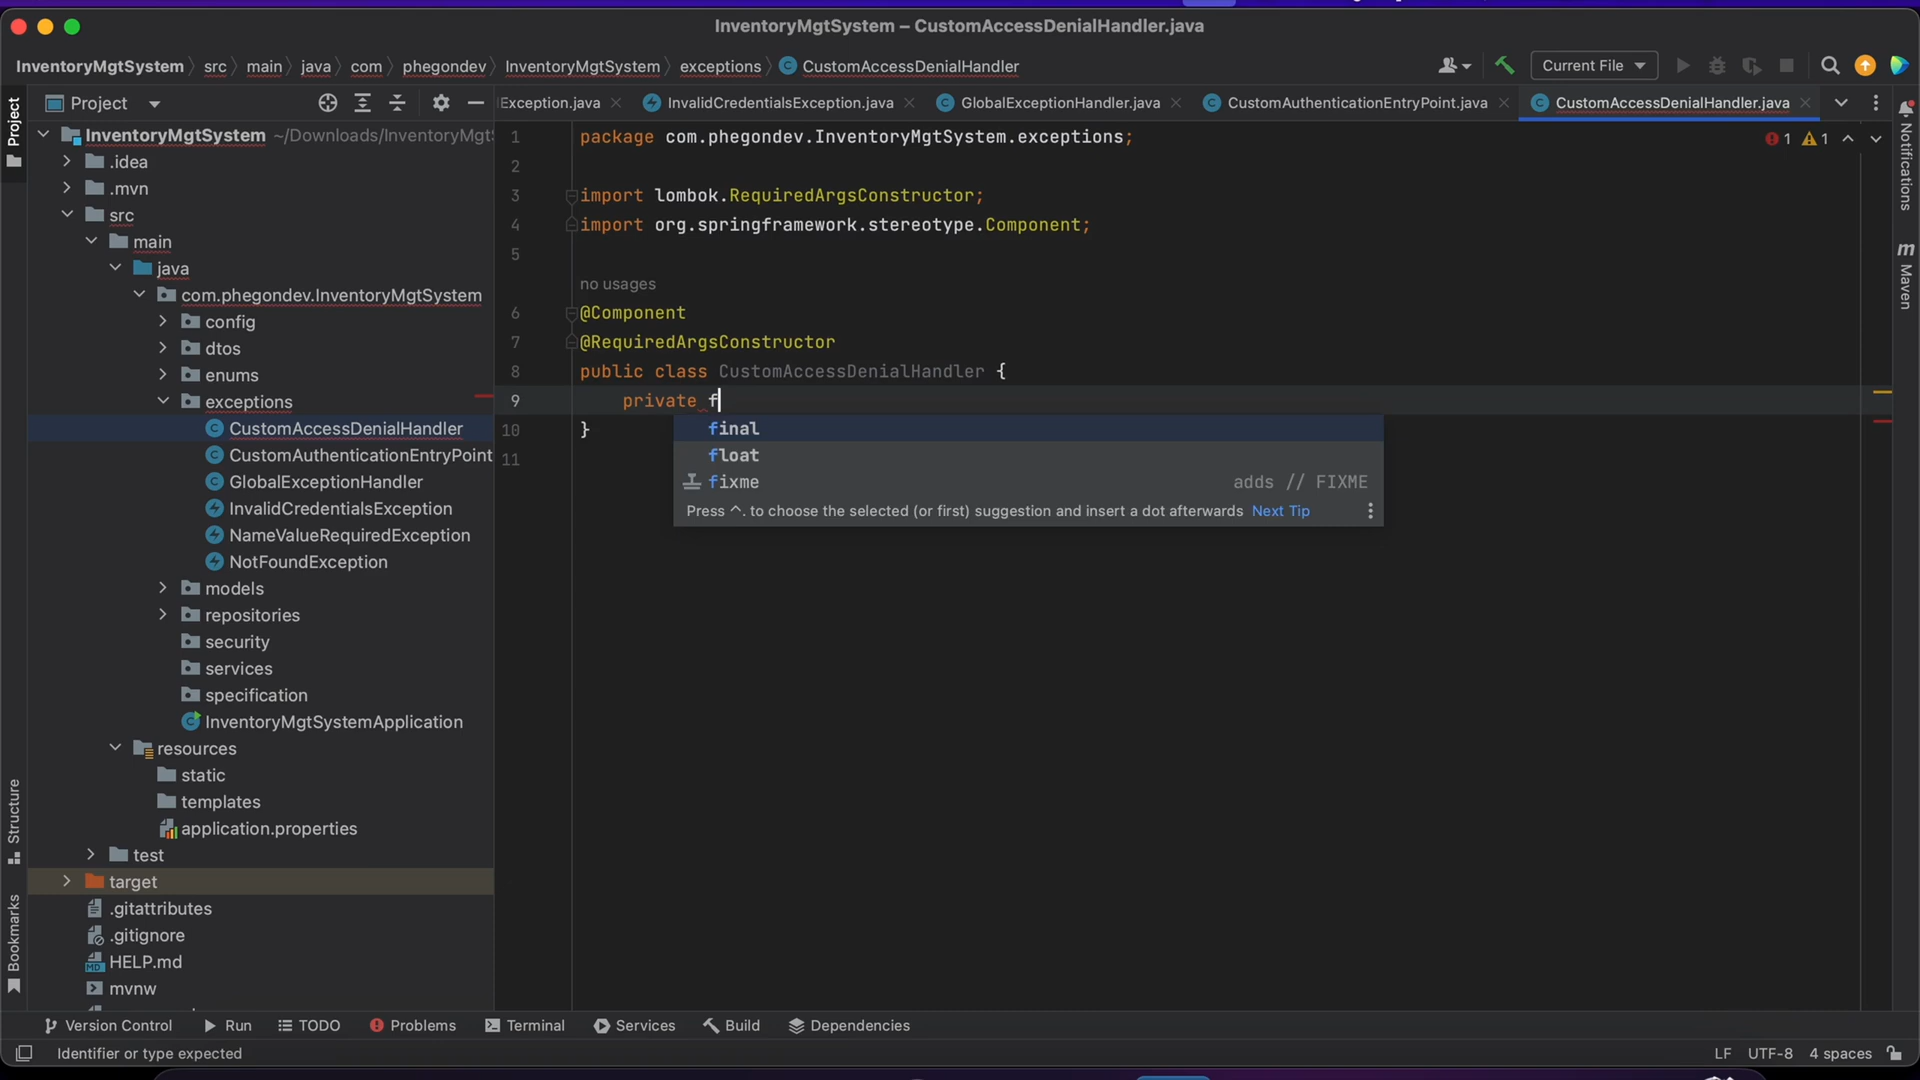 InventoryMgtSystem – CustomAccessDenialHandler.java
InventoryMgtSystem src main java com phegondev InventoryMgtSystem exceptions CustomAccessDenialHandler
Current File
Project
Exception.java InvalidCredentialsException.java GlobalExceptionHandler.java CustomAuthenticationEntryPoint.java CustomAccessDenialHandler.java
Project
Structure
Bookmarks
InventoryMgtSystem ~/Downloads/InventoryMgtS
.idea
.mvn
src
main
java
com.phegondev.InventoryMgtSystem
config
dtos
enums
exceptions
CustomAccessDenialHandler
CustomAuthenticationEntryPoint
GlobalExceptionHandler
InvalidCredentialsException
NameValueRequiredException
NotFoundException
models
repositories
security
services
specification
InventoryMgtSystemApplication
resources
static
templates
application.properties
test
target
.gitattributes
.gitignore
HELP.md
mvnw
1 package com.phegondev.InventoryMgtSystem.exceptions;
2
3 import lombok.RequiredArgsConstructor;
4 import org.springframework.stereotype.Component;
5
no usages
6 @Component
7 @RequiredArgsConstructor
8 public class CustomAccessDenialHandler {
9 private f
10 }
11
1 1
final
float
fixme adds // FIXME
Press ^. to choose the selected (or first) suggestion and insert a dot afterwards Next Tip
Notifications
m Maven
Version Control Run TODO Problems Terminal Services Build Dependencies
Identifier or type expected LF UTF-8 4 spaces